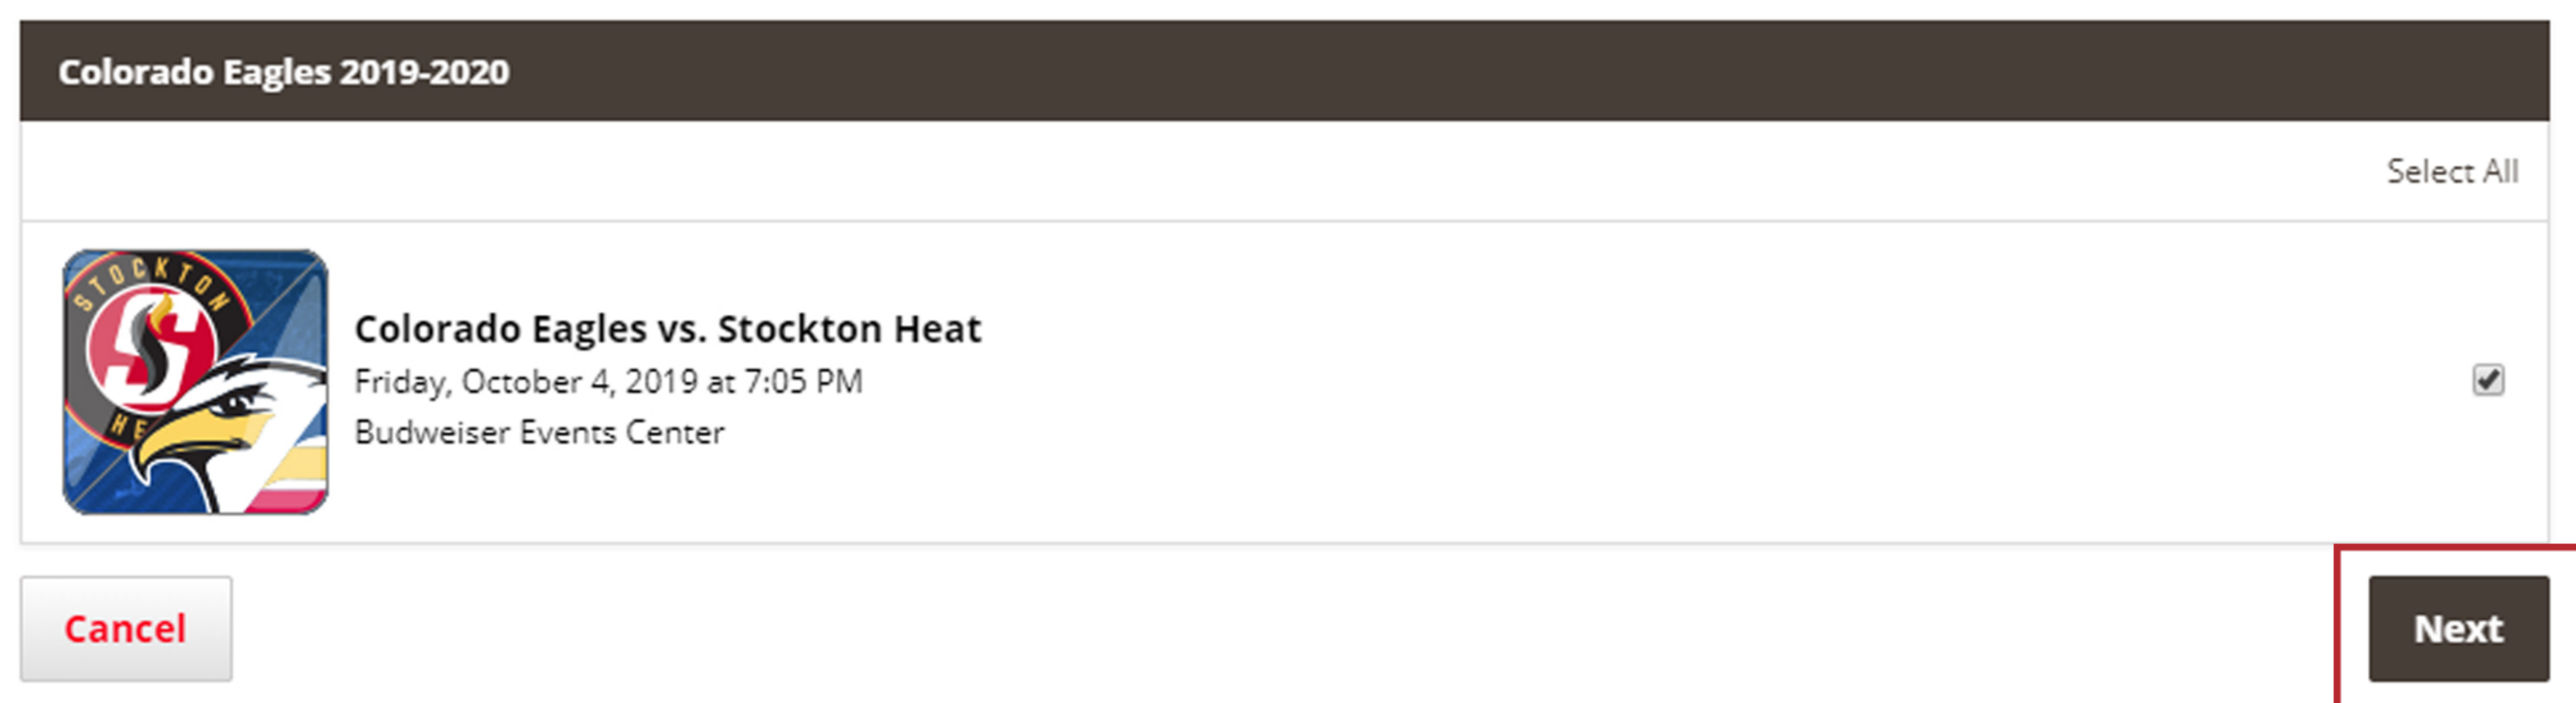 Colorado Eagles 2019-2020
Select All
STOCKTON
HE
S
Colorado Eagles vs. Stockton Heat
Friday, October 4, 2019 at 7:05 PM
Budweiser Events Center
Cancel
Next